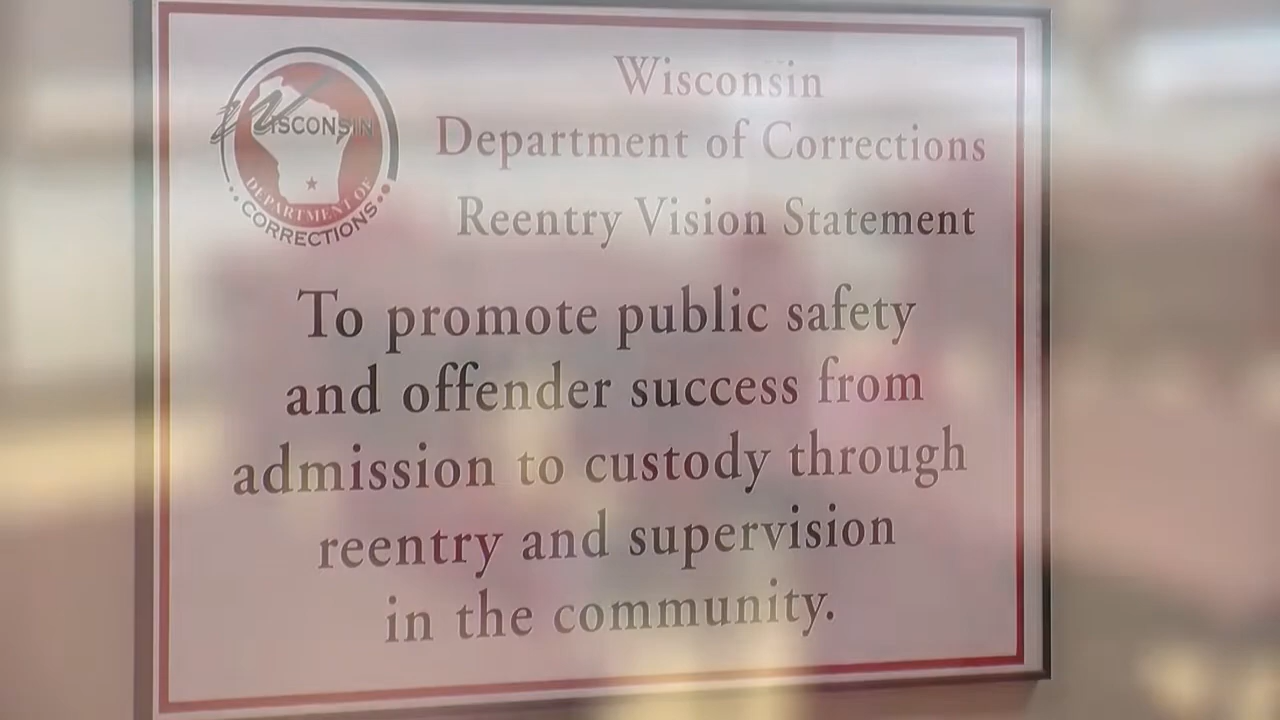 WISCONSIN
DEPARTMENT OF
CORRECTIONS
Wisconsin
Department of Corrections
Reentry Vision Statement
To promote public safety
and offender success from
admission to custody through
reentry and supervision
in the community.